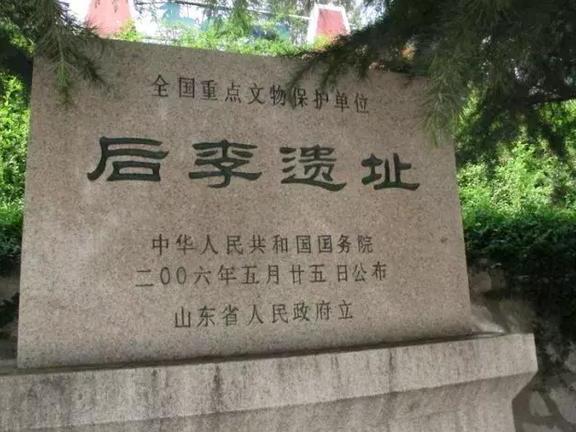 全国重点文物保护单位
后李遗址
中华人民共和国国务院
二〇〇六年五月廿五日公布
山东省人民政府立